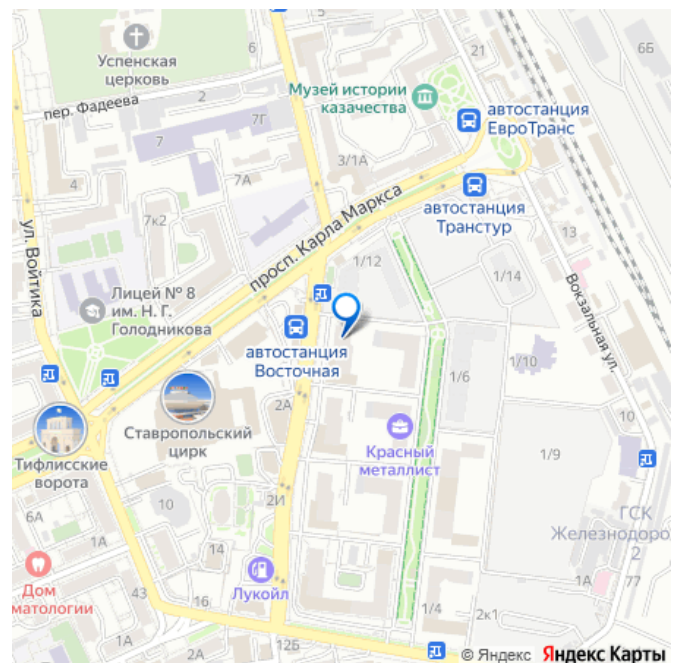 Успенская
церковь
6
21
6Б
Музей истории
казачества
автостанция
ЕвроТранс
пер. Фадеева
2
7Г
7
3/1А
4
7А
7к2
просп. Карла Маркса
автостанция
Транстур
ул. Войтика
13
1/12
1/14
Лицей № 8
им. Н. Г.
Голодникова
Вокзальная ул.
автостанция
Восточная
1/10
1/6
2А
Ставропольский
цирк
10
Тифлисские
ворота
Красный
металлист
1/9
6А
10
2И
ГСК
Железнодоро
2
1А
14
Дом
матологии
43
16
Лукойл
1/4
2к1
1А
77
1А
2А
12Б
© Яндекс Яндекс Карты